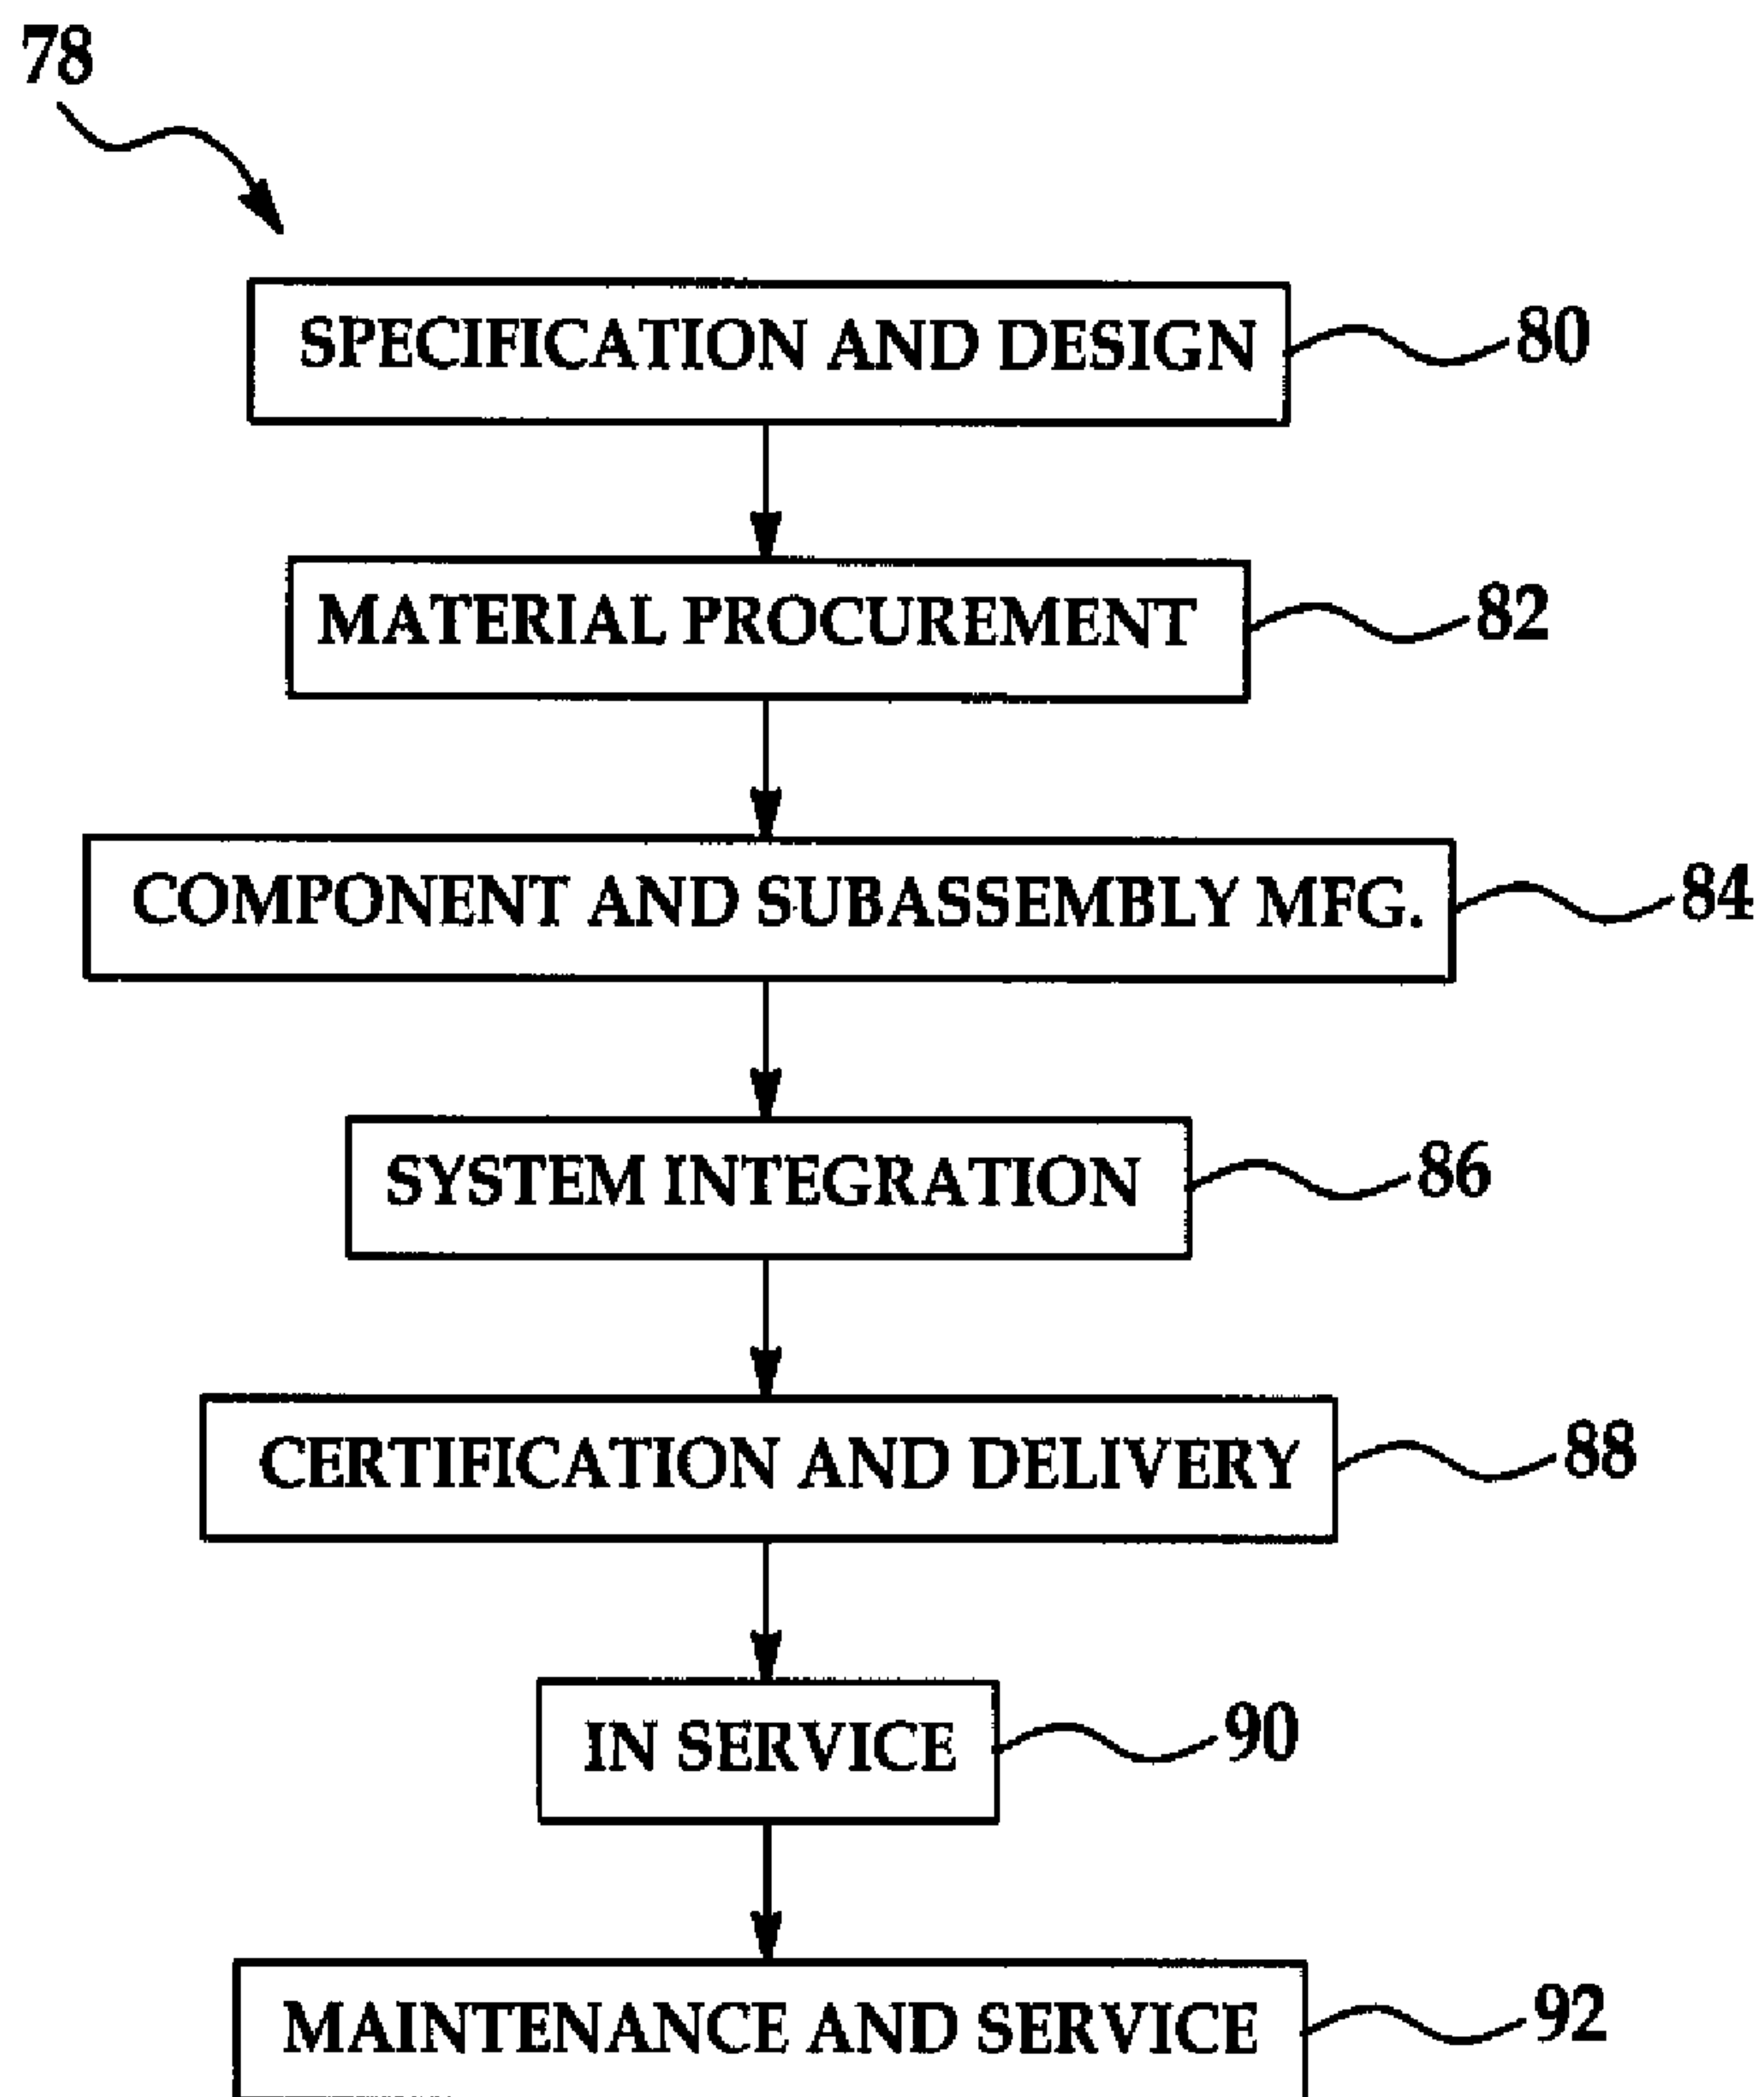 78
SPECIFICATION AND DESIGN 80
MATERIAL PROCUREMENT 82
COMPONENT AND SUBASSEMBLY MFG. 84
SYSTEM INTEGRATION 86
CERTIFICATION AND DELIVERY 88
IN SERVICE 90
MAINTENANCE AND SERVICE 92